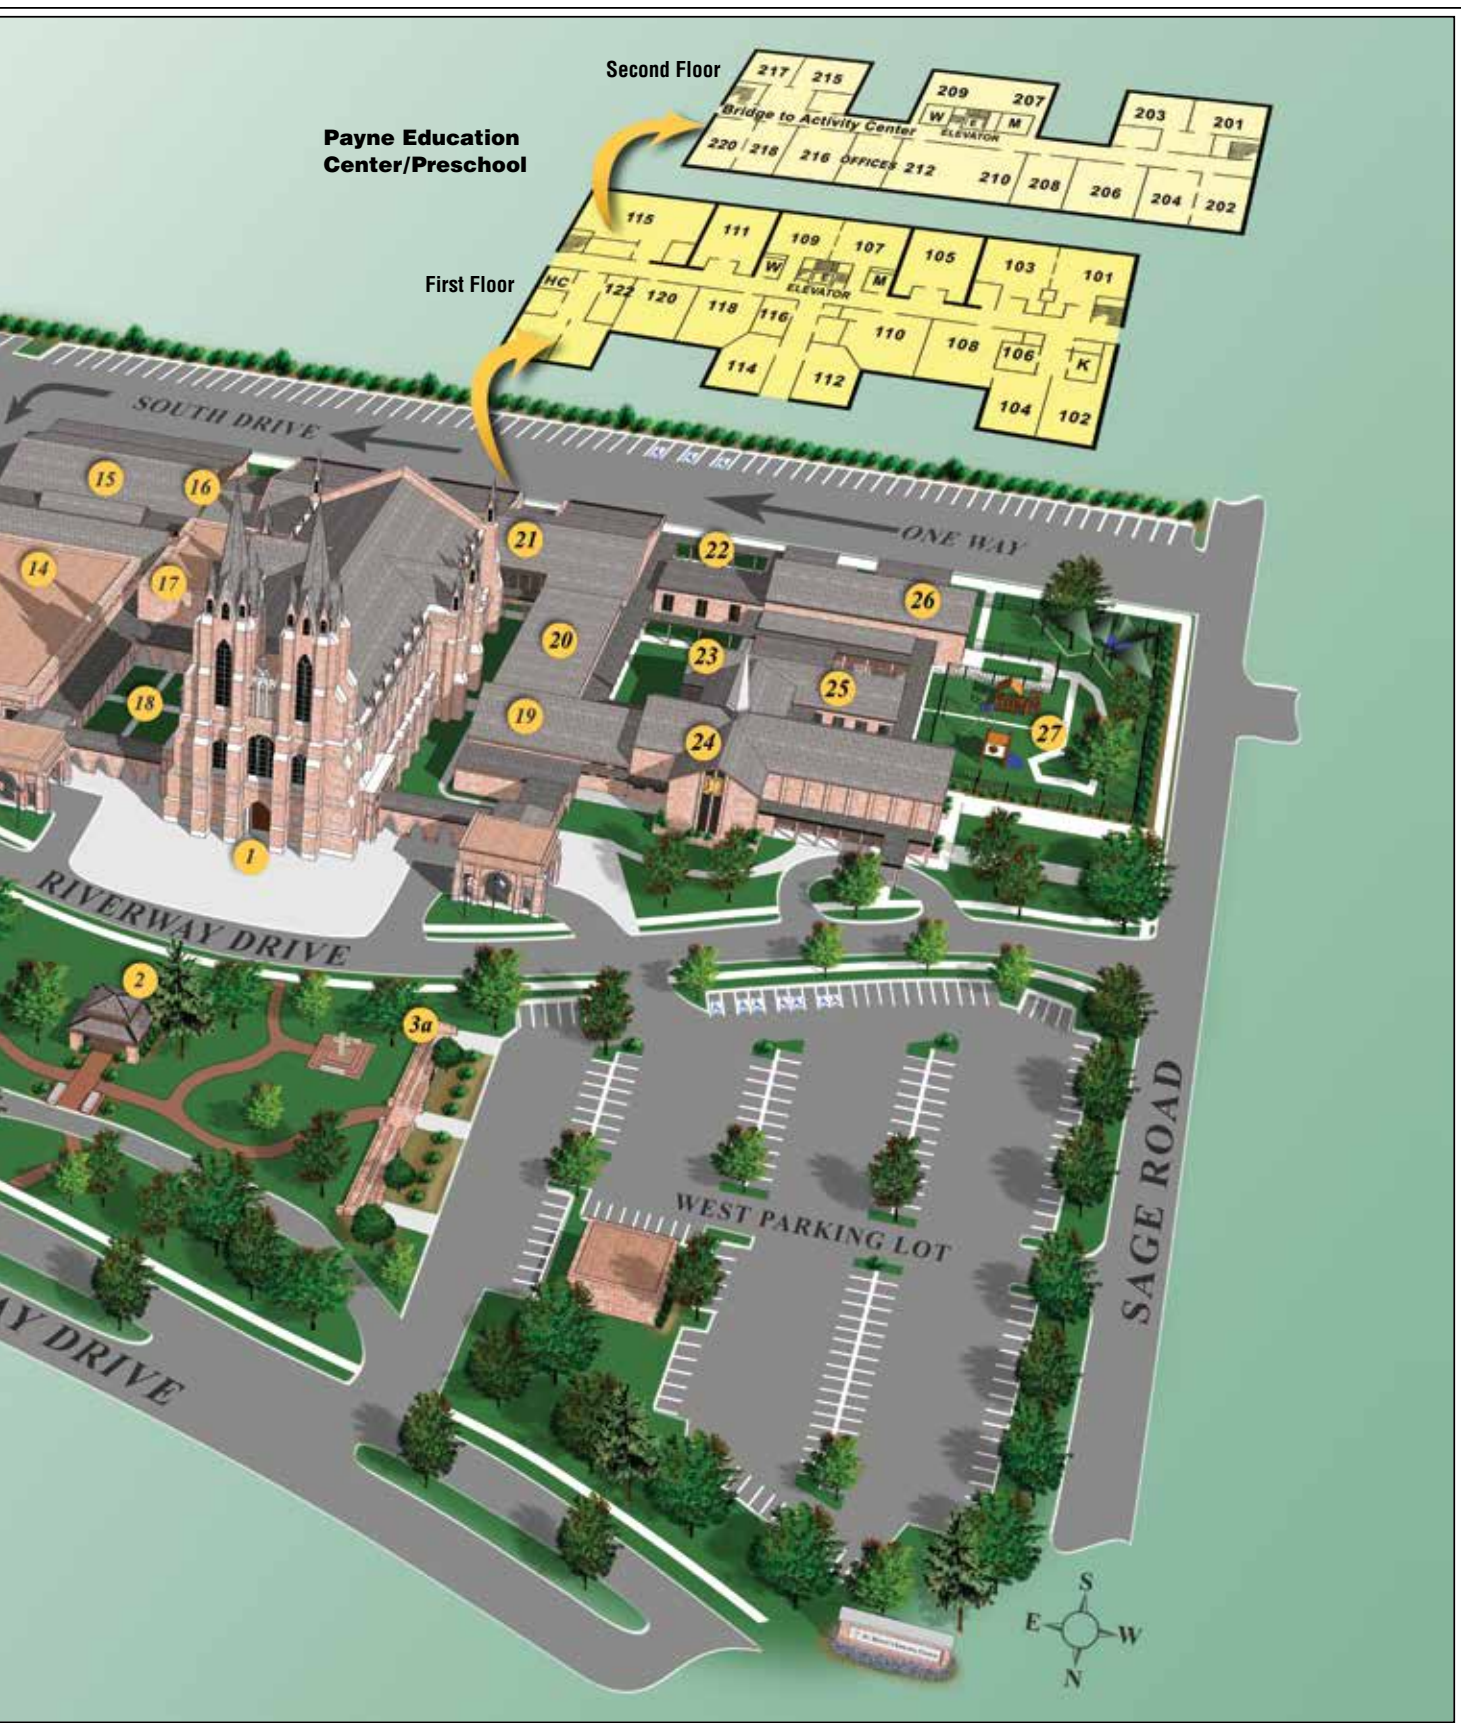 Second Floor
217 215 209 207 203 201
W E M
ELEVATOR
Bridge to Activity Center
220 218 216 OFFICES 212 210 208 206 204 202
Payne Education
Center/Preschool
First Floor
115 111 109 107 105 103 101
W E M
ELEVATOR
HC 122 120 118 116 110 108 106 K
114 112 104 102
SOUTH DRIVE
ONE WAY
15 16
14 17
21 22
26
20
18
23
25
19
24
27
1
RIVERWAY DRIVE
2
3a
WEST PARKING LOT
SAGE ROAD
AY DRIVE
S
E W
N